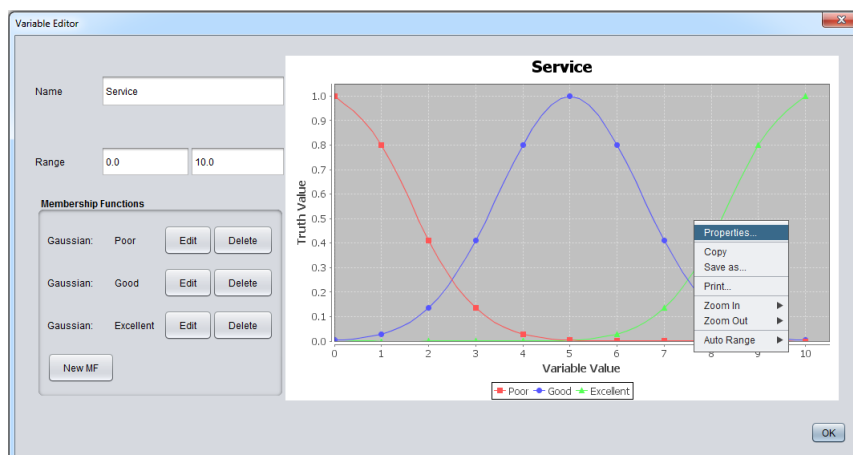 Variable Editor
x
Name
Service
Range
0.0
10.0
Membership Functions
Gaussian: Poor Edit Delete
Gaussian: Good Edit Delete
Gaussian: Excellent Edit Delete
New MF
Service
Truth Value
1.0
0.9
0.8
0.7
0.6
0.5
0.4
0.3
0.2
0.1
0.0
0 1 2 3 4 5 6 7 8 9 10
Variable Value
Poor Good Excellent
Properties...
Copy
Save as...
Print...
Zoom In
Zoom Out
Auto Range
OK